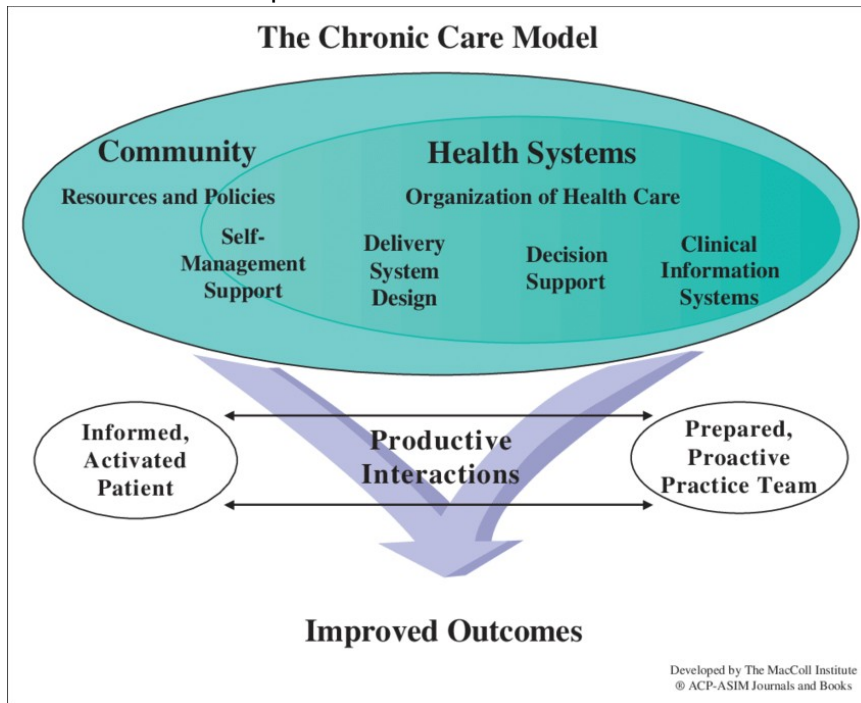 The Chronic Care Model
Community
Resources and Policies
Health Systems
Organization of Health Care
Self-
Management
Support
Delivery
System
Design
Decision
Support
Clinical
Information
Systems
Informed,
Activated
Patient
Productive
Interactions
Prepared,
Proactive
Practice Team
Improved Outcomes
Developed by The MacColl Institute
® ACP-ASIM Journals and Books